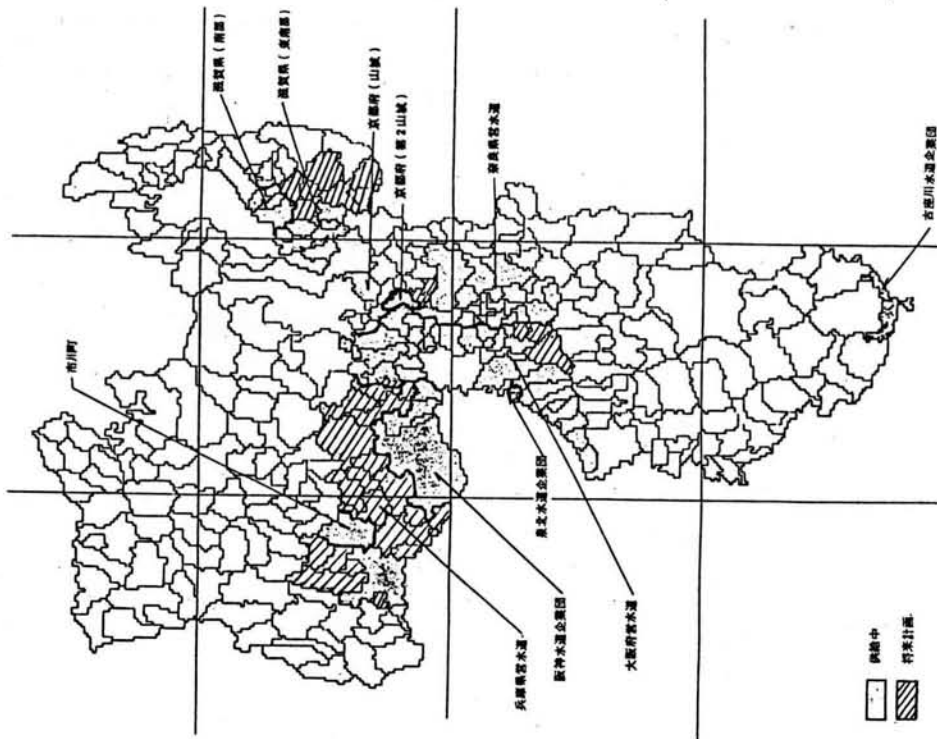 滋賀県（南部）
滋賀県（東南部）
京都府（山城）
京都府（第2山城）
奈良県営水道
古座川水道企業団
市川町
泉北水道企業団
兵庫県営水道
阪神水道企業団
大阪府営水道
供給中
将来計画